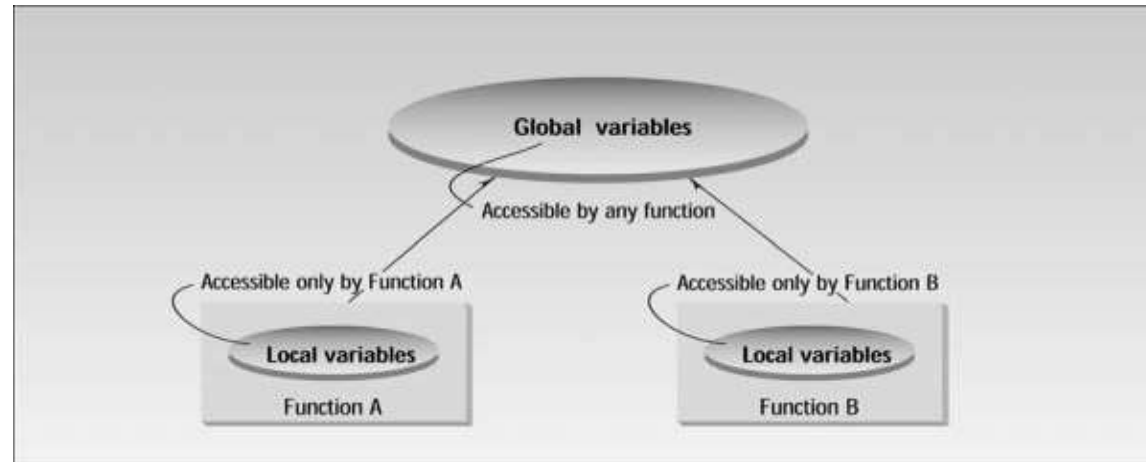 Global variables
Accessible by any function
Accessible only by Function A
Accessible only by Function B
Local variables
Local variables
Function A
Function B